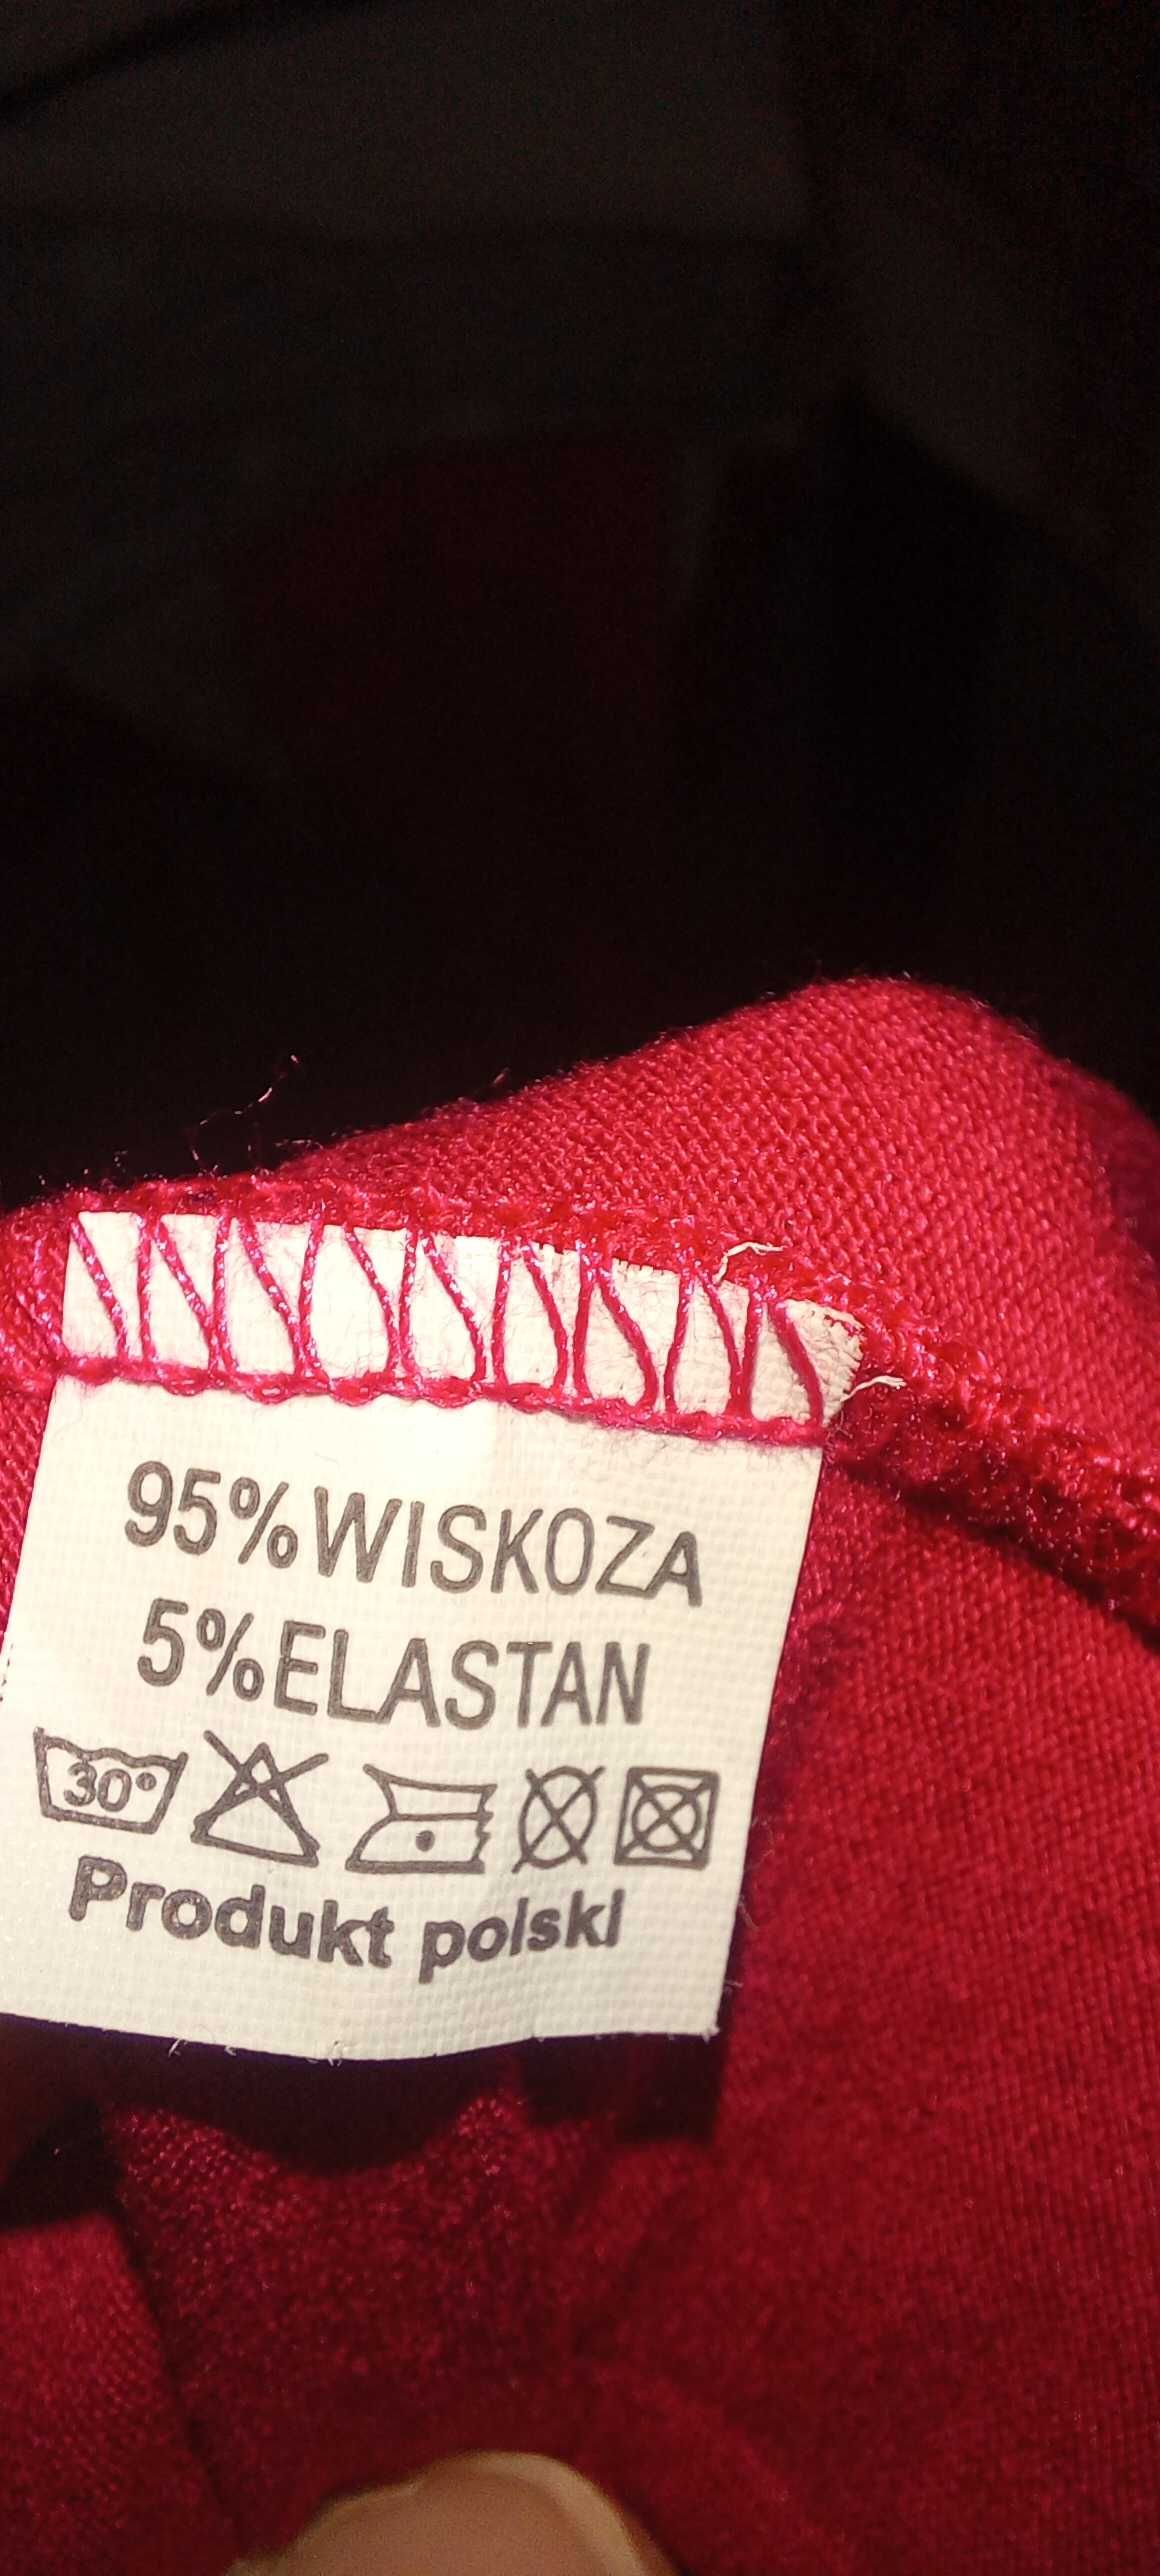 95% WISKOZA
5% ELASTAN
30°
Produkt polski